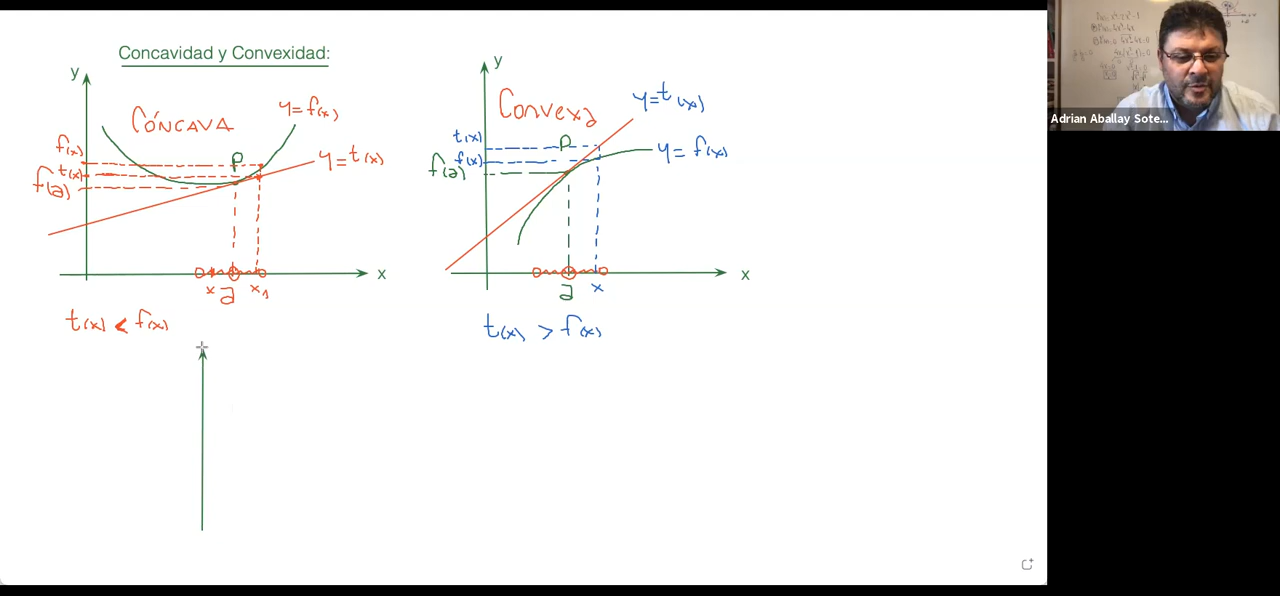 Concavidad y Convexidad:
y
CÓNCAVA
y=f(x)
f(x)
t(x)
f(a)
P
y=t(x)
x
x a x1
t(x) < f(x)
y
Convexa
y=t(x)
t(x)
f(x)
f(a)
P
y=f(x)
x
a x
t(x) > f(x)
Adrian Aballay Sote...